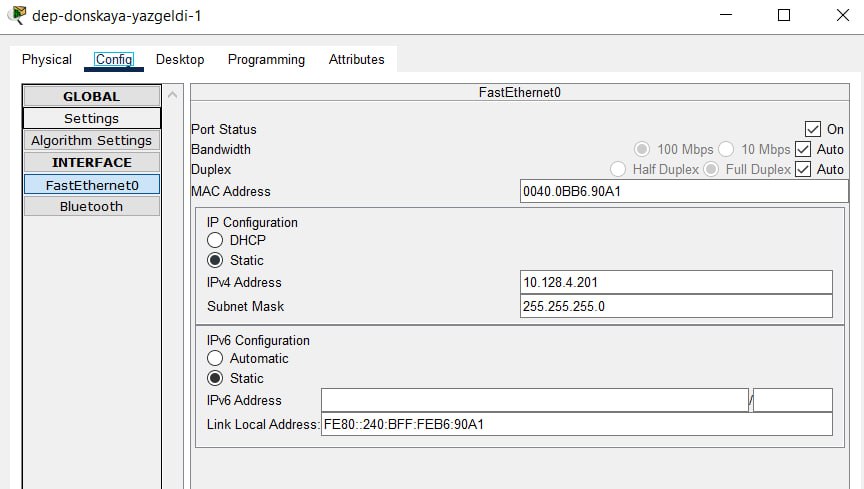 dep-donskaya-yazgeldi-1
Physical Config Desktop Programming Attributes
GLOBAL
Settings
Algorithm Settings
INTERFACE
FastEthernet0
Bluetooth
FastEthernet0
Port Status On
Bandwidth 100 Mbps 10 Mbps Auto
Duplex Half Duplex Full Duplex Auto
MAC Address 0040.0BB6.90A1
IP Configuration
DHCP
Static
IPv4 Address 10.128.4.201
Subnet Mask 255.255.255.0
IPv6 Configuration
Automatic
Static
IPv6 Address /
Link Local Address: FE80::240:BFF:FEB6:90A1